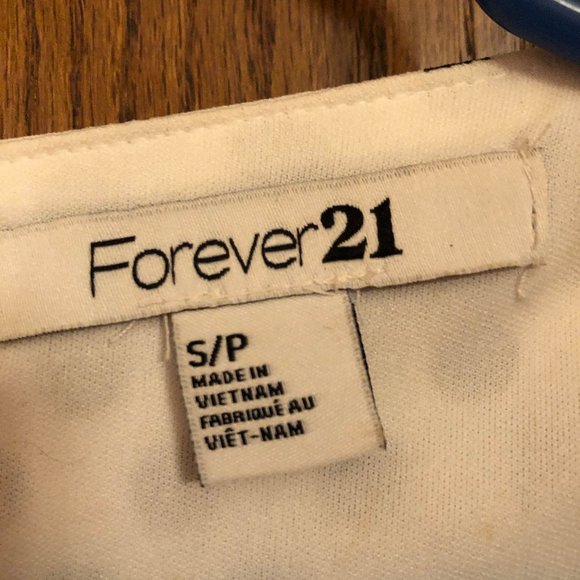 Forever21
S/P
MADE IN
VIETNAM
FABRIQUÉ AU
VIÊT-NAM